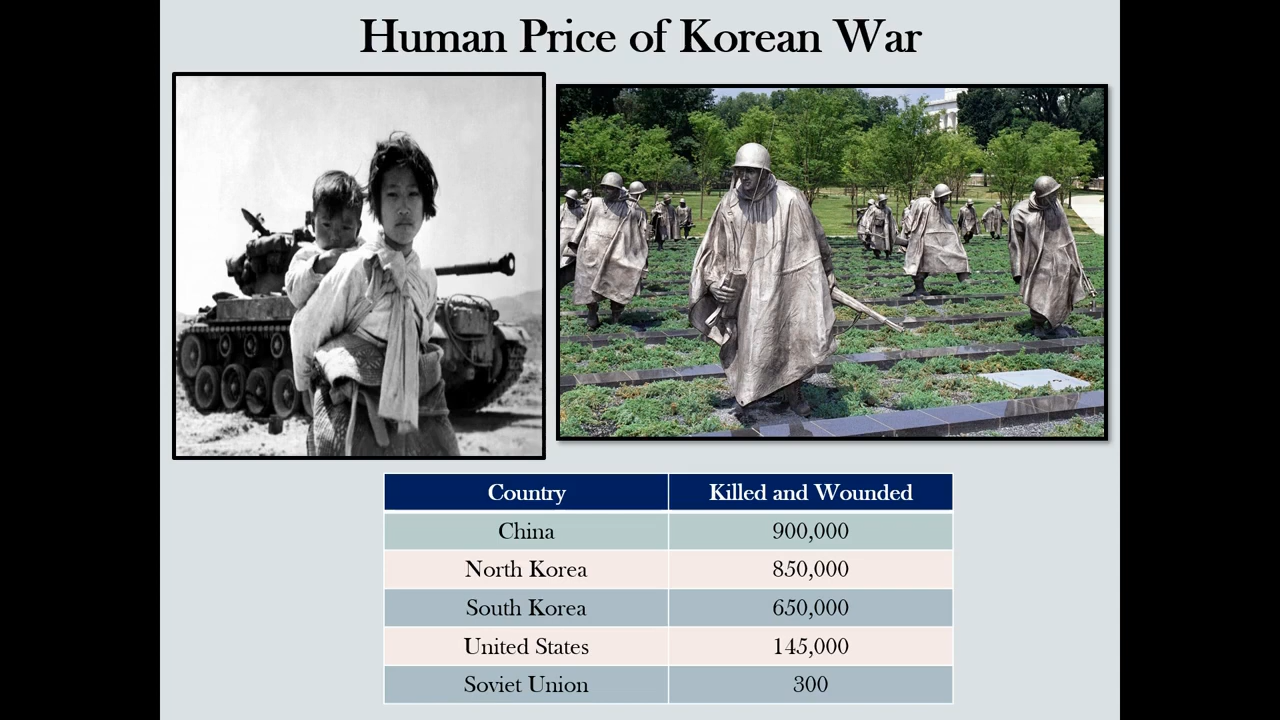 Human Price of Korean War
Country Killed and Wounded
China 900,000
North Korea 850,000
South Korea 650,000
United States 145,000
Soviet Union 300